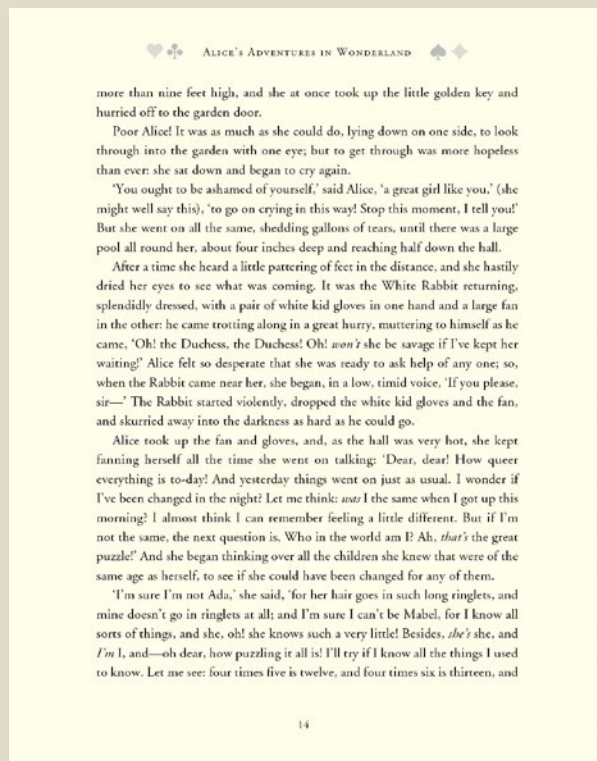 Alice's Adventures in Wonderland
more than nine feet high, and she at once took up the little golden key and
hurried off to the garden door.
Poor Alice! It was as much as she could do, lying down on one side, to look
through into the garden with one eye; but to get through was more hopeless
than ever: she sat down and began to cry again.
‘You ought to be ashamed of yourself,’ said Alice, ‘a great girl like you,’ (she
might well say this), ‘to go on crying in this way! Stop this moment, I tell you!’
But she went on all the same, shedding gallons of tears, until there was a large
pool all round her, about four inches deep and reaching half down the hall.
After a time she heard a little pattering of feet in the distance, and she hastily
dried her eyes to see what was coming. It was the White Rabbit returning,
splendidly dressed, with a pair of white kid gloves in one hand and a large fan
in the other: he came trotting along in a great hurry, muttering to himself as he
came, ‘Oh! the Duchess, the Duchess! Oh! won't she be savage if I've kept her
waiting!’ Alice felt so desperate that she was ready to ask help of any one; so,
when the Rabbit came near her, she began, in a low, timid voice, ‘If you please,
sir—’ The Rabbit started violently, dropped the white kid gloves and the fan,
and skurried away into the darkness as hard as he could go.
Alice took up the fan and gloves, and, as the hall was very hot, she kept
fanning herself all the time she went on talking: ‘Dear, dear! How queer
everything is to-day! And yesterday things went on just as usual. I wonder if
I've been changed in the night? Let me think: was I the same when I got up this
morning? I almost think I can remember feeling a little different. But if I'm
not the same, the next question is, Who in the world am I? Ah, that's the great
puzzle!’ And she began thinking over all the children she knew that were of the
same age as herself, to see if she could have been changed for any of them.
‘I'm sure I'm not Ada,’ she said, ‘for her hair goes in such long ringlets, and
mine doesn't go in ringlets at all; and I'm sure I can't be Mabel, for I know all
sorts of things, and she, oh! she knows such a very little! Besides, she's she, and
I'm I, and—oh dear, how puzzling it all is! I'll try if I know all the things I used
to know. Let me see: four times five is twelve, and four times six is thirteen, and
14